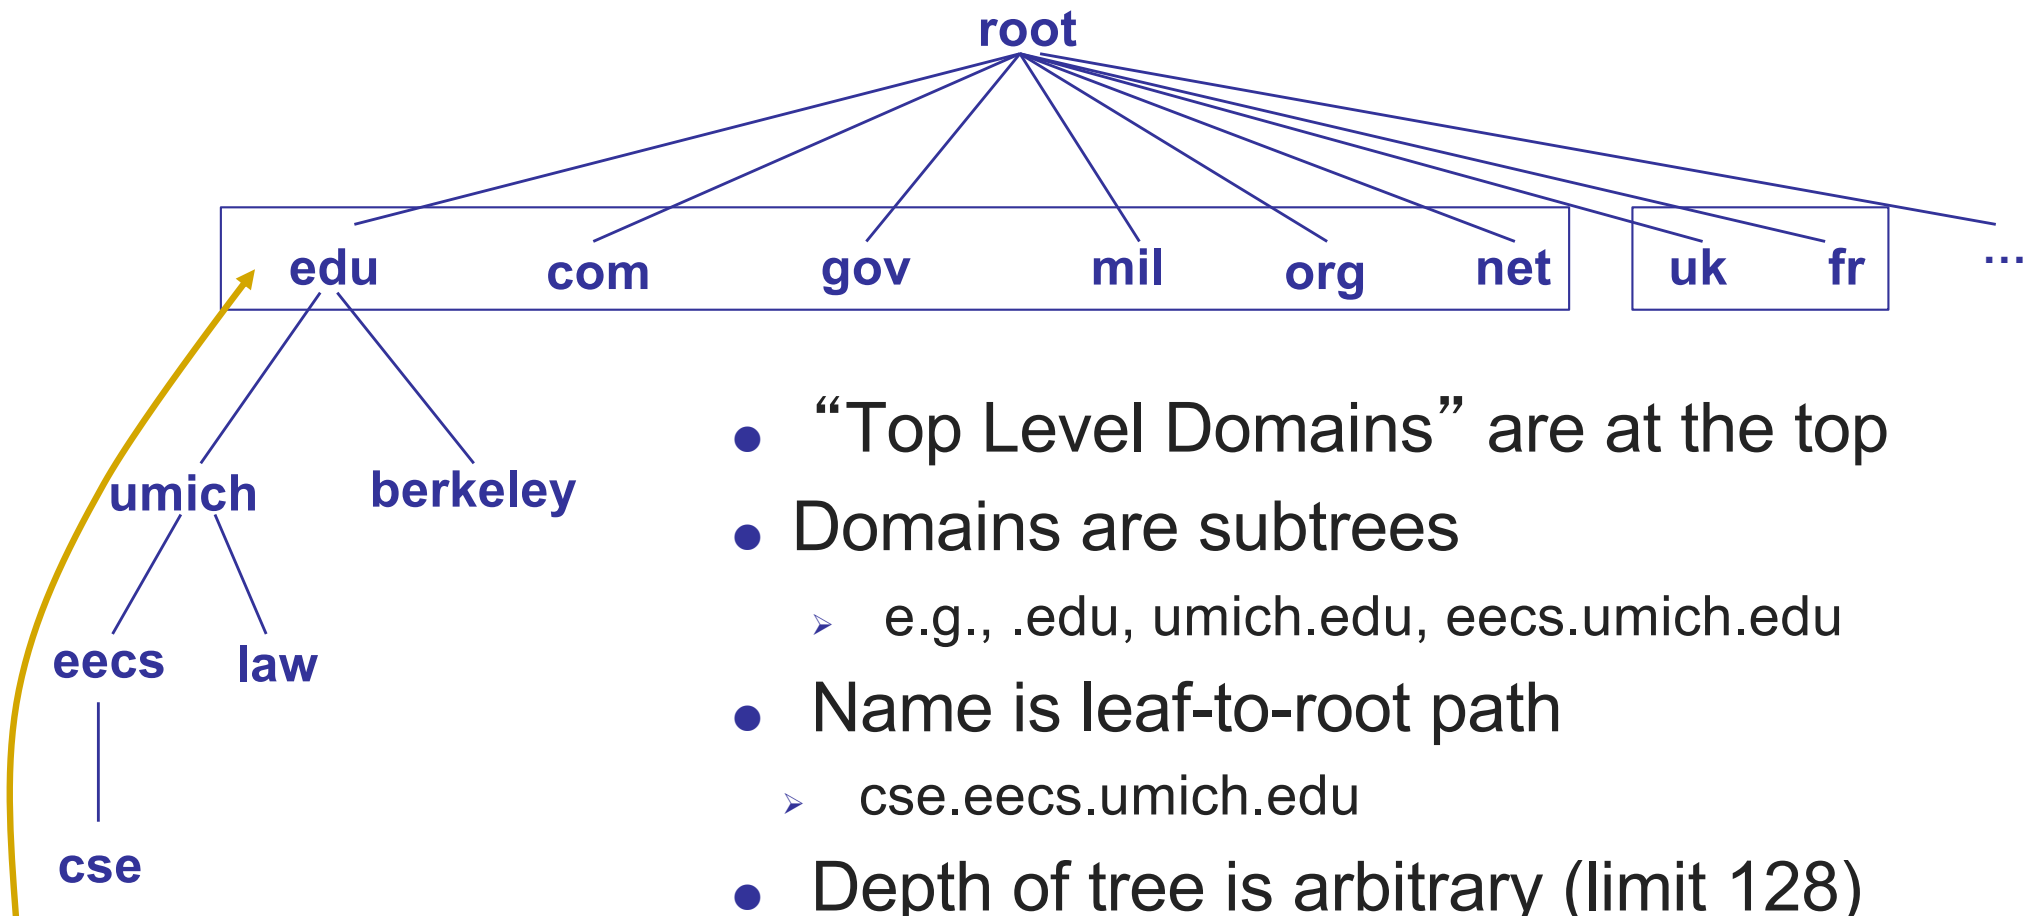 root
edu com gov mil org net uk fr ...
umich berkeley
eecs law
cse
“Top Level Domains” are at the top
Domains are subtrees
e.g., .edu, umich.edu, eecs.umich.edu
Name is leaf-to-root path
cse.eecs.umich.edu
Depth of tree is arbitrary (limit 128)